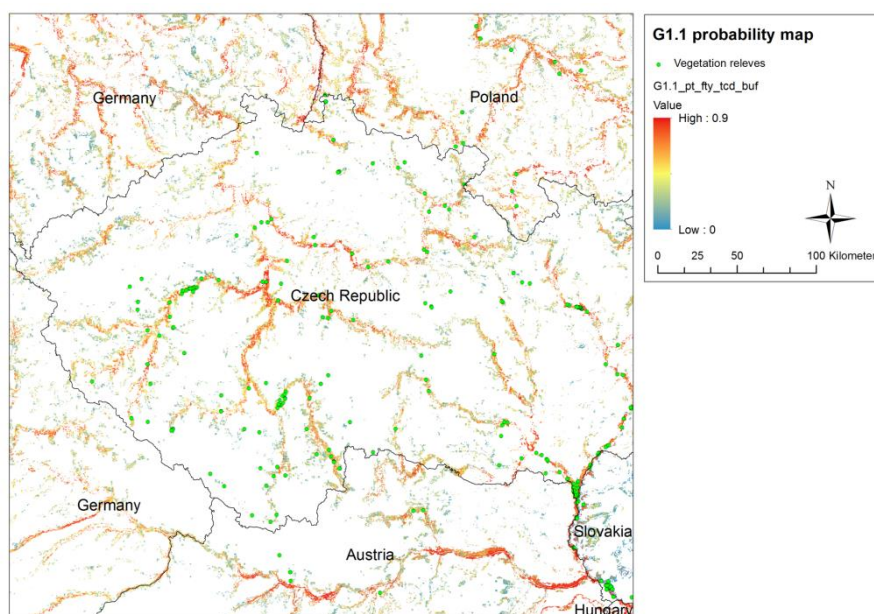 Germany
Poland
Czech Republic
Germany
Austria
Slovakia
Hungary
G1.1 probability map
Vegetation releves
G1.1_pt_fty_tcd_buf
Value
High : 0.9
Low : 0
N
0 25 50 100 Kilometer